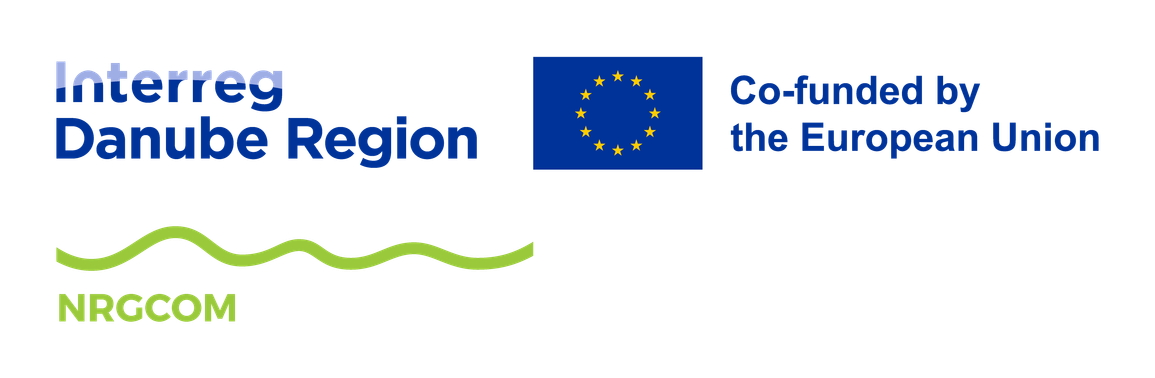 Interreg
Danube Region
Co-funded by
the European Union
NRGCOM